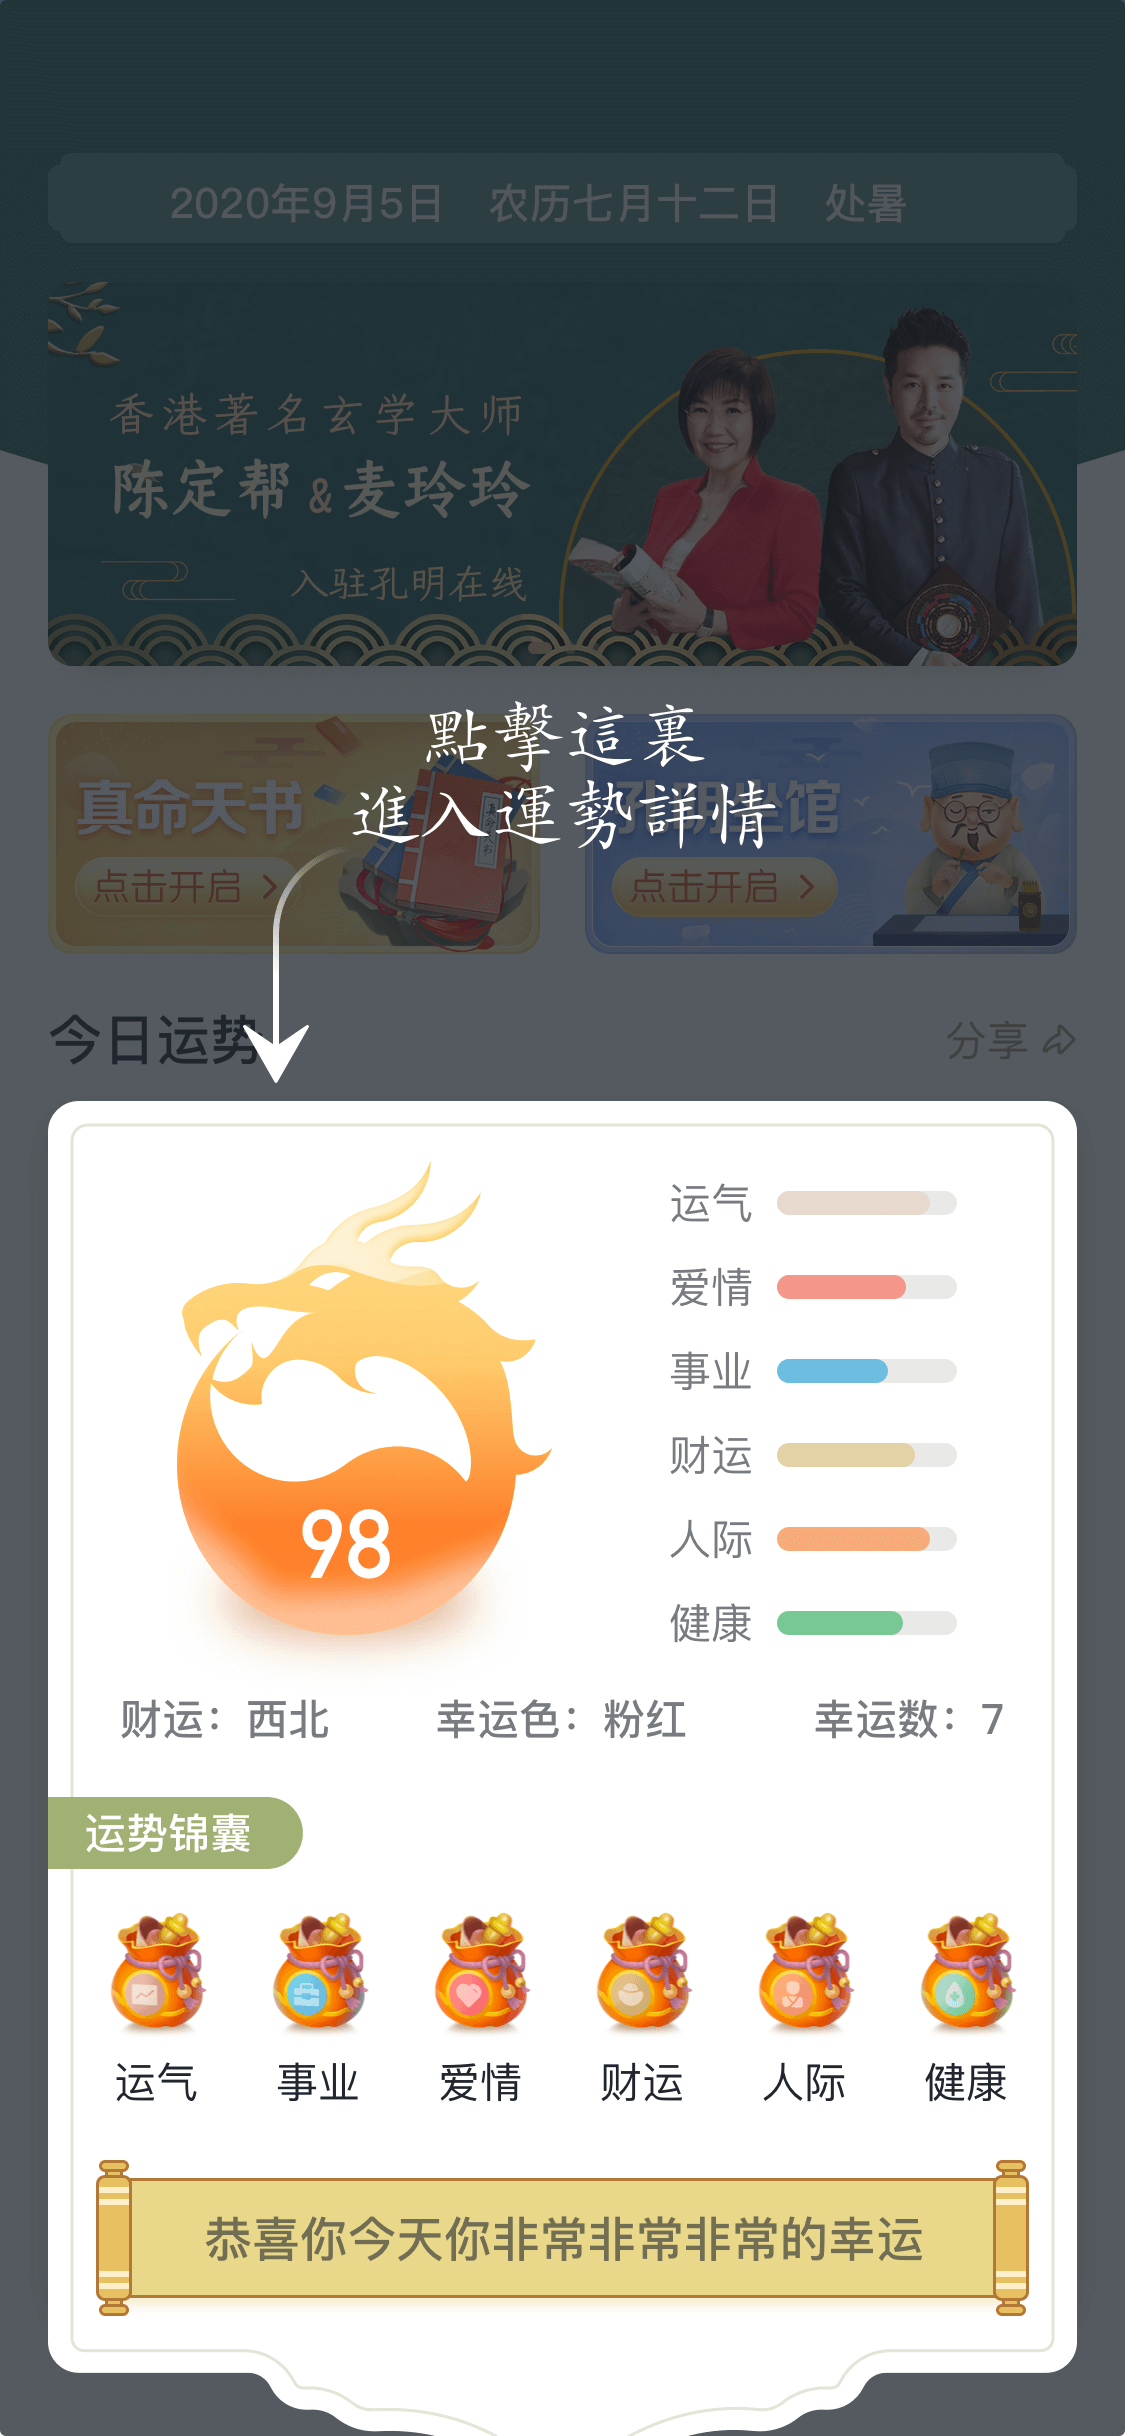 2020年9月5日 农历七月十二日 处暑
香港著名玄学大师
陈定帮&麦玲玲
入驻孔明在线
點擊這裏
進入運勢詳情
真命天书
点击开启
孔明坐馆
点击开启
今日运势
分享
运气
爱情
事业
财运
人际
健康
98
财运：西北 幸运色：粉红 幸运数：7
运势锦囊
运气 事业 爱情 财运 人际 健康
恭喜你今天你非常非常非常的幸运